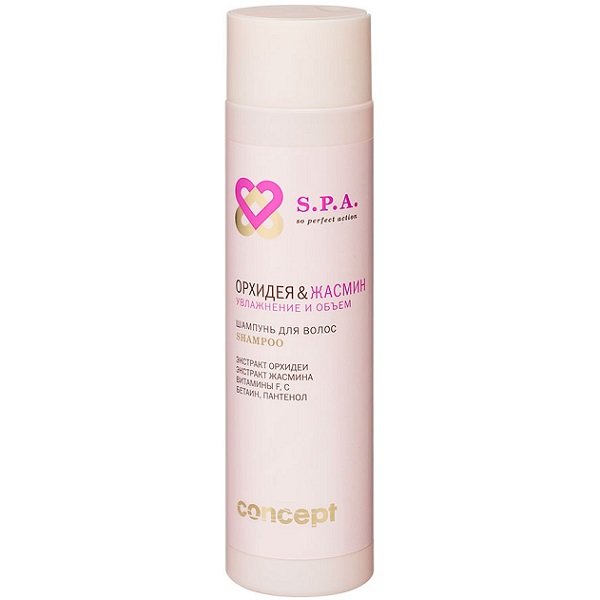 S.P.A.
so perfect action
ОРХИДЕЯ & ЖАСМИН
УВЛАЖНЕНИЕ И ОБЪЕМ
ШАМПУНЬ ДЛЯ ВОЛОС
SHAMPOO
ЭКСТРАКТ ОРХИДЕИ
ЭКСТРАКТ ЖАСМИНА
ВИТАМИНЫ F, C
БЕТАИН, ПАНТЕНОЛ
concept